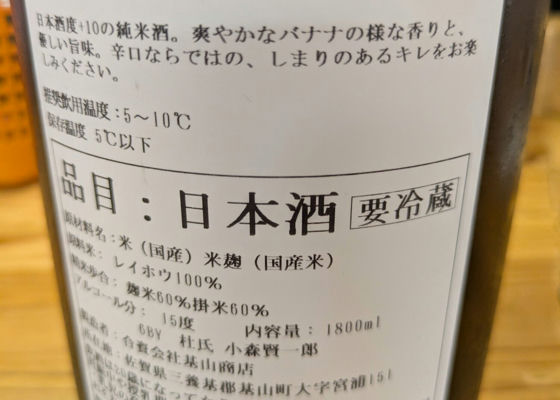 日本酒度+10の純米酒。爽やかなバナナの様な香りと、
優しい旨味。辛口ならではの、しまりのあるキレをお楽
しみください。
推奨飲用温度：5～10℃
保存温度 5℃以下
品目：日本酒 要冷蔵
原材料名：米（国産）米麹（国産米）
原料米： レイホウ100%
精米歩合： 麹米60%掛米60%
アルコール分： 15度 内容量： 1800ml
6BY 杜氏 小森賢一郎
製造者：合資会社基山商店
所在地：佐賀県三養基郡基山町大字宮浦151